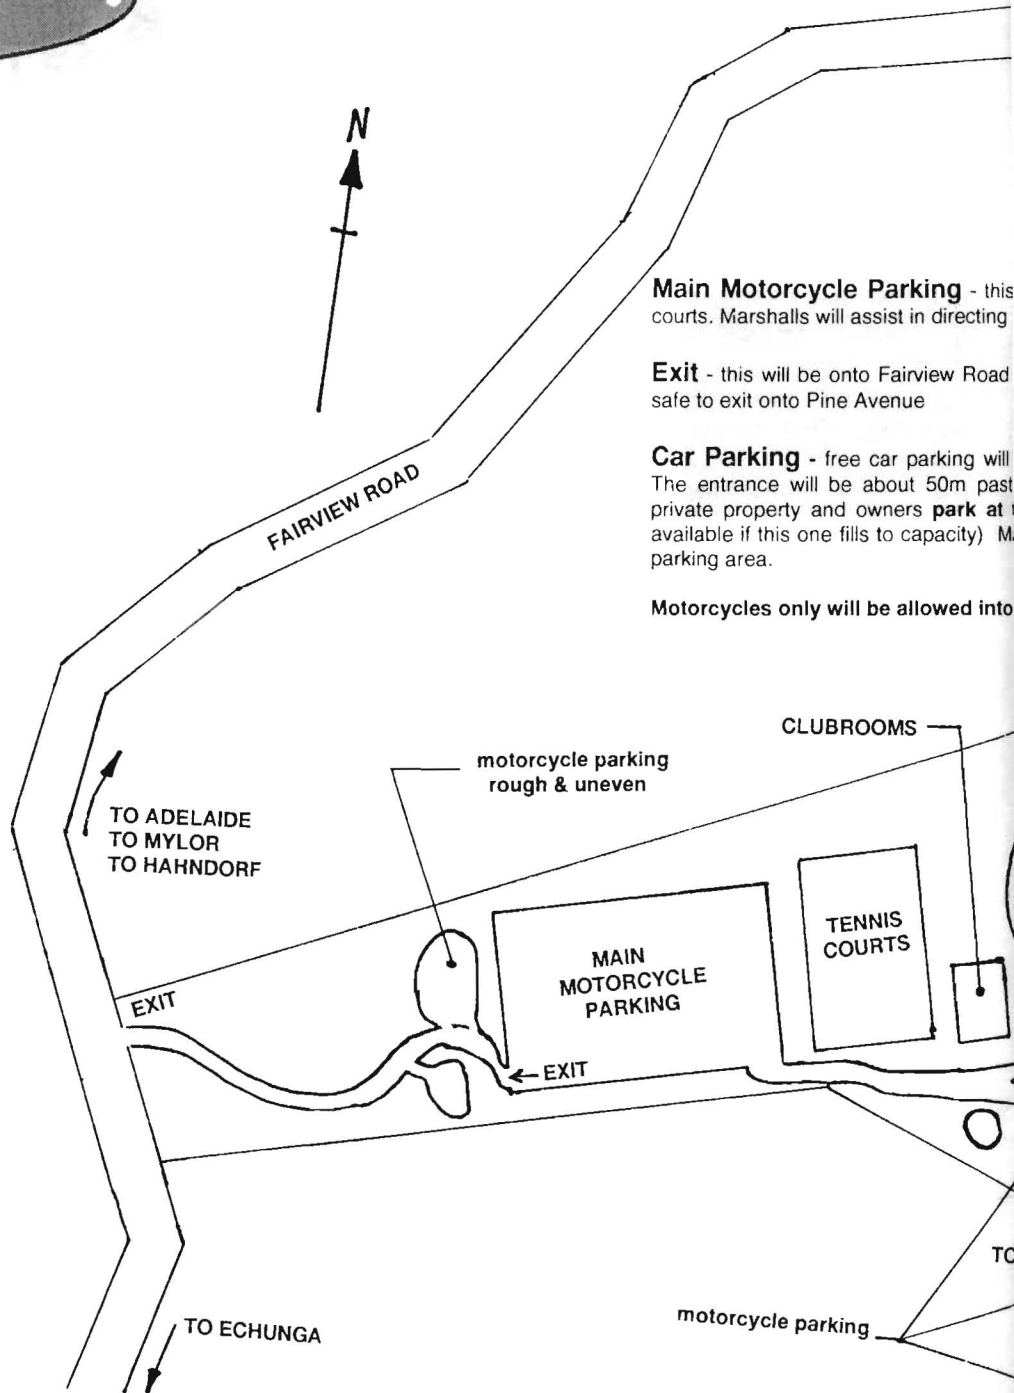 N
Main Motorcycle Parking - this
courts. Marshalls will assist in directing
Exit - this will be onto Fairview Road
safe to exit onto Pine Avenue
Car Parking - free car parking will
The entrance will be about 50m past
private property and owners park at
available if this one fills to capacity)
parking area.
Motorcycles only will be allowed into
FAIRVIEW ROAD
CLUBROOMS
motorcycle parking
rough & uneven
TO ADELAIDE
TO MYLOR
TO HAHNDORF
TENNIS
COURTS
MAIN
MOTORCYCLE
PARKING
EXIT
EXIT
TO ECHUNGA
motorcycle parking